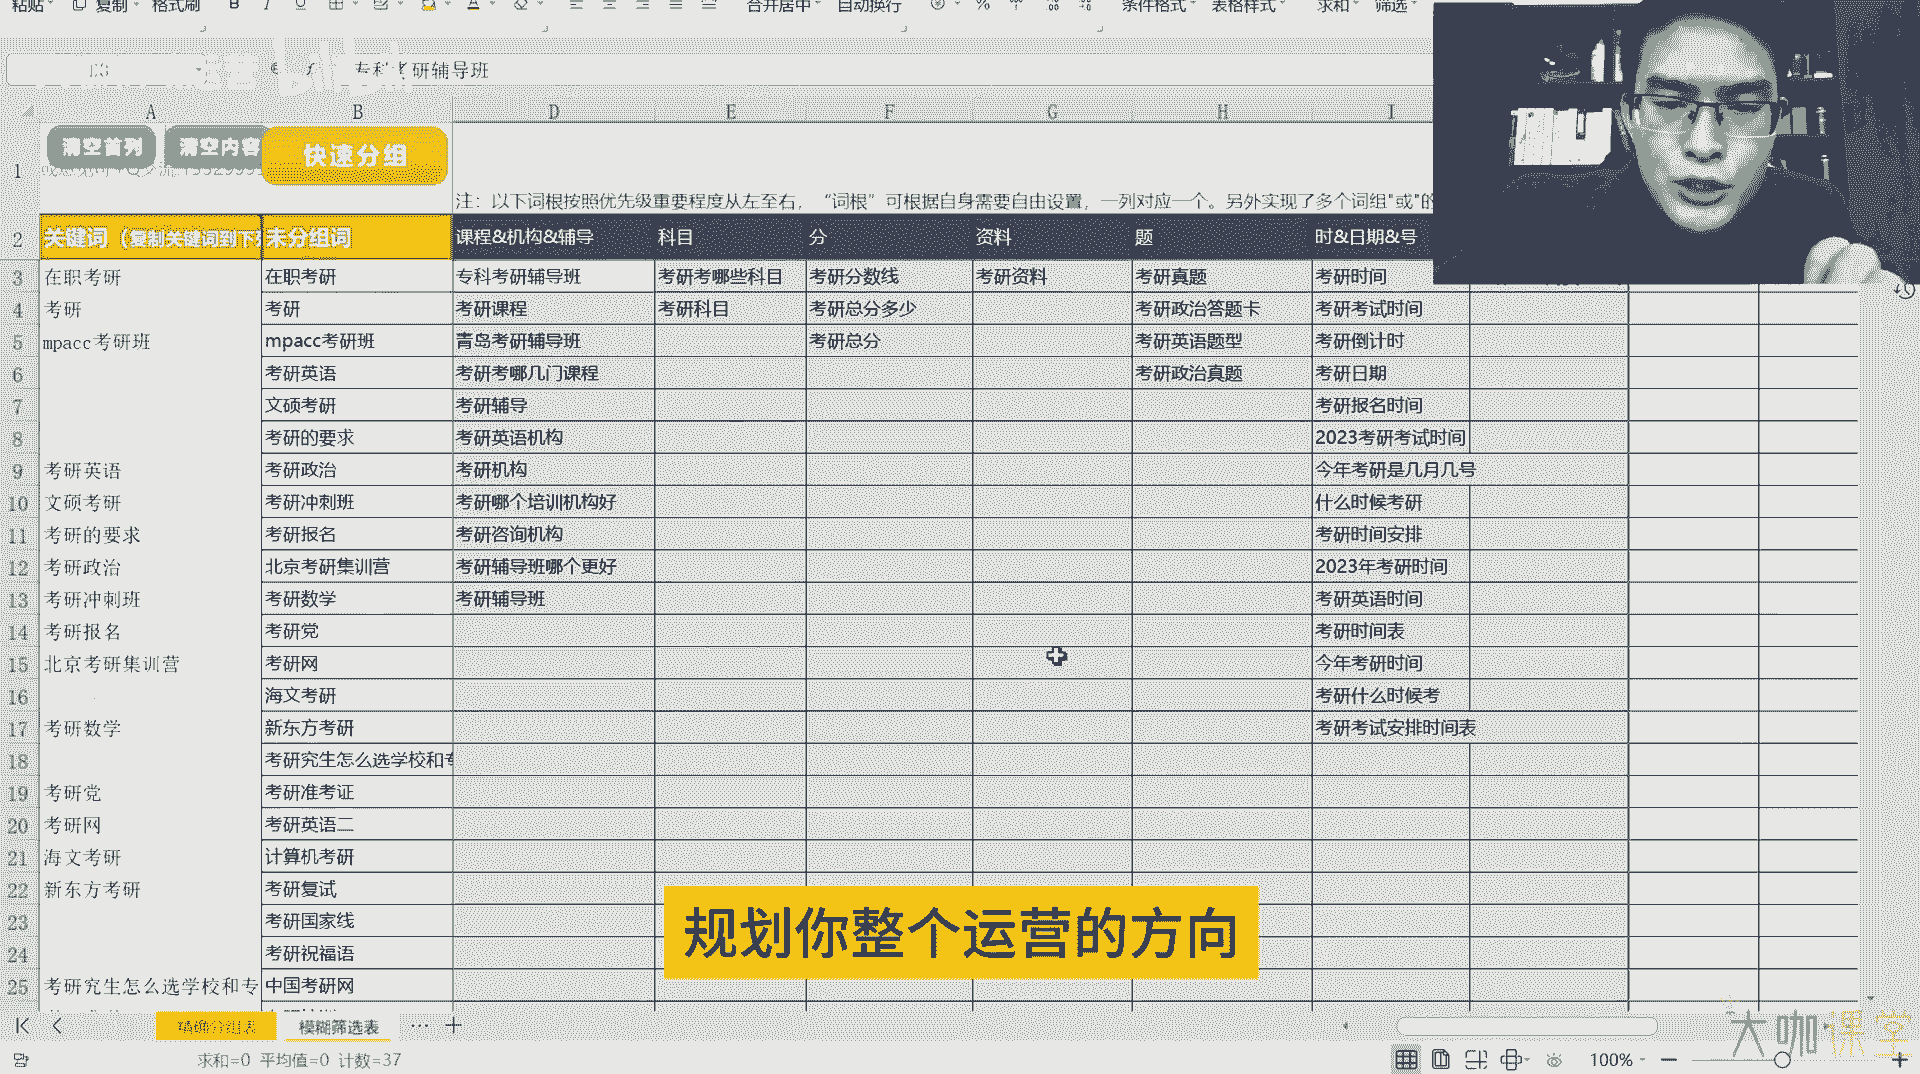 粘贴 复制 格式刷 B I U A 合并居中 自动换行 % 条件格式 表格样式 求和 筛选
专科考研辅导班
A B D E F G H I
清空首列 清空内容 快速分组
1
注：以下词根按照优先级重要程度从左至右，“词根”可根据自身需要自由设置，一列对应一个。另外实现了多个词组"或"的
2 关键词（复制关键词到下 未分组词 课程&机构&辅导 科目 分 资料 题 时&日期&号
3 在职考研 在职考研 专科考研辅导班 考研考哪些科目 考研分数线 考研资料 考研真题 考研时间
4 考研 考研 考研课程 考研科目 考研总分多少 考研政治答题卡 考研考试时间
5 mpacc考研班 mpacc考研班 青岛考研辅导班 考研总分 考研英语题型 考研倒计时
6 考研英语 考研考哪几门课程 考研政治真题 考研日期
7 文硕考研 考研辅导 考研报名时间
8 考研的要求 考研英语机构 2023考研考试时间
9 考研英语 考研政治 考研机构 今年考研是几月几号
10 文硕考研 考研冲刺班 考研哪个培训机构好 什么时候考研
11 考研的要求 考研报名 考研咨询机构 考研时间安排
12 考研政治 北京考研集训营 考研辅导班哪个更好 2023年考研时间
13 考研冲刺班 考研数学 考研辅导班 考研英语时间
14 考研报名 考研党 考研时间表
15 北京考研集训营 考研网 今年考研时间
16 海文考研 考研什么时候考
17 考研数学 新东方考研 考研考试安排时间表
18 考研究生怎么选学校和专
19 考研党 考研准考证
20 考研网 考研英语二
21 海文考研 计算机考研
22 新东方考研 考研复试
23 考研国家线
24 考研祝福语
25 考研究生怎么选学校和专 中国考研网
规划你整个运营的方向
精确分组表 模糊筛选表 ··· +
大咖课堂
求和=0 平均值=0 计数=37 100% − +